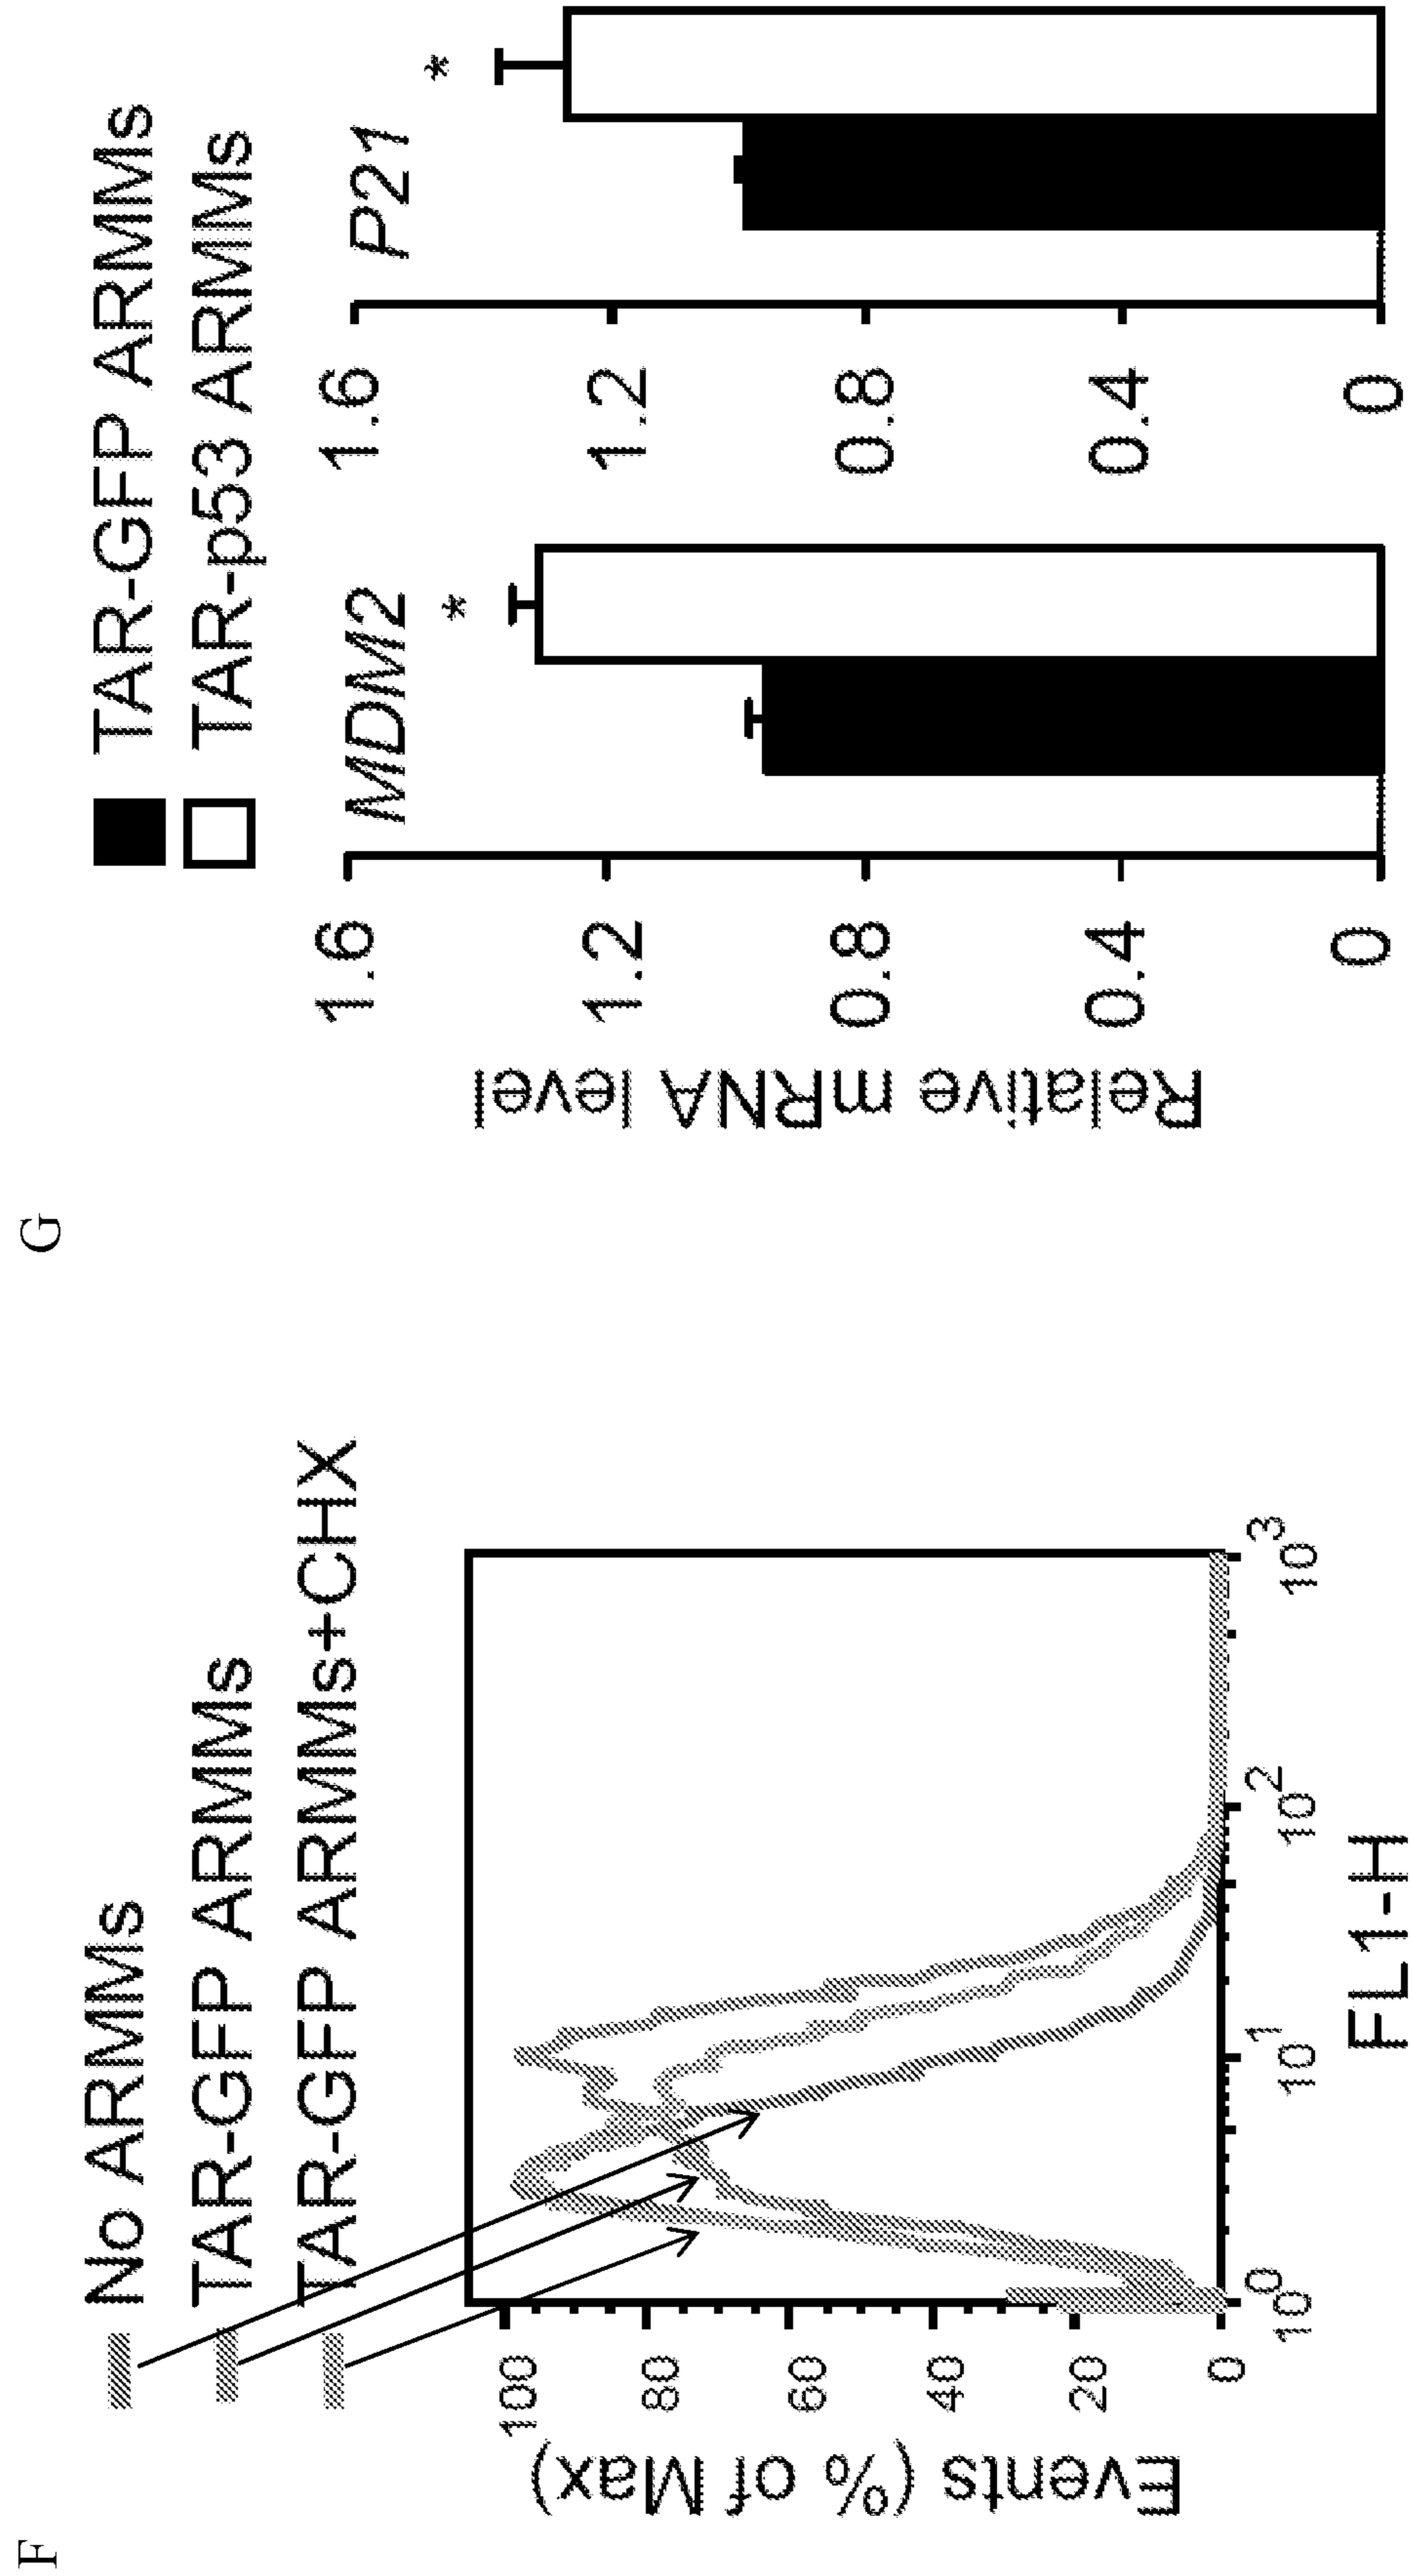 F
No ARMMs
TAR-GFP ARMMs
TAR-GFP ARMMs+CHX
Events (% of Max)
100
80
60
40
20
0
10^0
10^1
10^2
10^3
FL1-H
G
TAR-GFP ARMMs
TAR-p53 ARMMs
Relative mRNA level
MDM2
*
1.6
1.2
0.8
0.4
0
P21
*
1.6
1.2
0.8
0.4
0